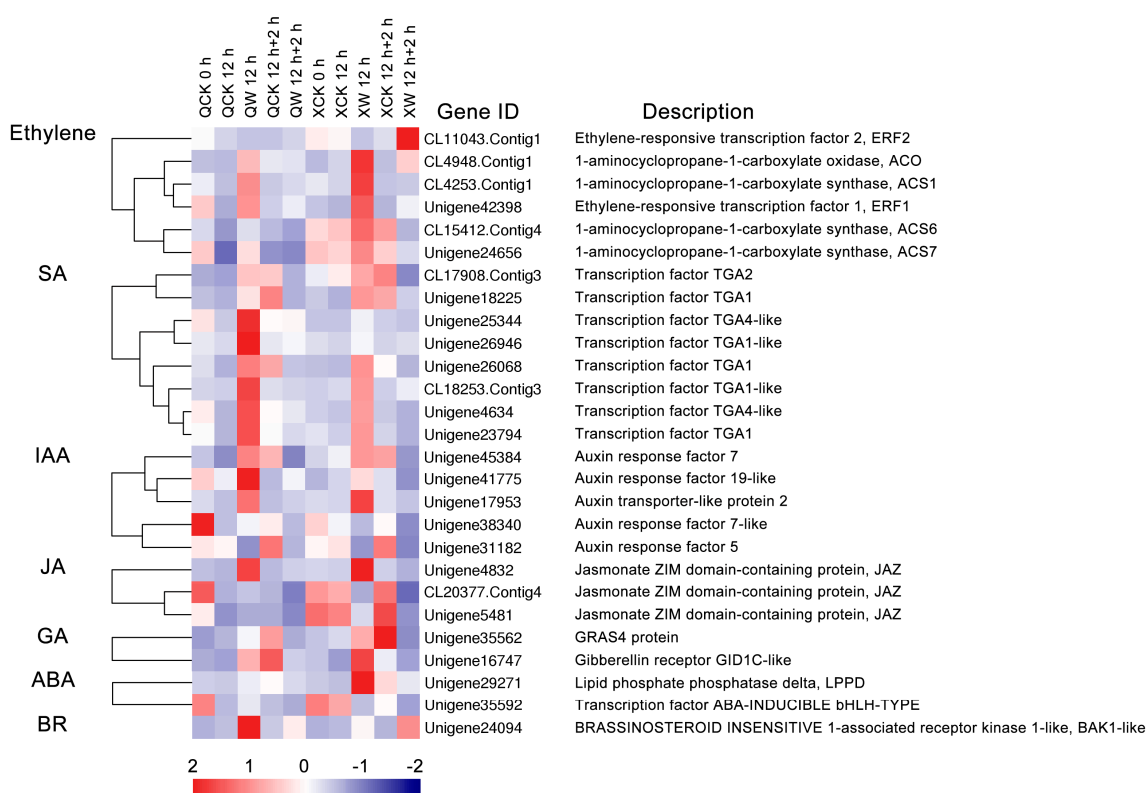 QCK 0 h
QCK 12 h
QW 12 h
QCK 12 h+2 h
QW 12 h+2 h
XCK 0 h
XCK 12 h
XW 12 h
XCK 12 h+2 h
XW 12 h+2 h
Gene ID Description
Ethylene CL11043.Contig1 Ethylene-responsive transcription factor 2, ERF2
CL4948.Contig1 1-aminocyclopropane-1-carboxylate oxidase, ACO
CL4253.Contig1 1-aminocyclopropane-1-carboxylate synthase, ACS1
Unigene42398 Ethylene-responsive transcription factor 1, ERF1
CL15412.Contig4 1-aminocyclopropane-1-carboxylate synthase, ACS6
Unigene24656 1-aminocyclopropane-1-carboxylate synthase, ACS7
SA CL17908.Contig3 Transcription factor TGA2
Unigene18225 Transcription factor TGA1
Unigene25344 Transcription factor TGA4-like
Unigene26946 Transcription factor TGA1-like
Unigene26068 Transcription factor TGA1
CL18253.Contig3 Transcription factor TGA1-like
Unigene4634 Transcription factor TGA4-like
Unigene23794 Transcription factor TGA1
IAA Unigene45384 Auxin response factor 7
Unigene41775 Auxin response factor 19-like
Unigene17953 Auxin transporter-like protein 2
Unigene38340 Auxin response factor 7-like
Unigene31182 Auxin response factor 5
JA Unigene4832 Jasmonate ZIM domain-containing protein, JAZ
CL20377.Contig4 Jasmonate ZIM domain-containing protein, JAZ
Unigene5481 Jasmonate ZIM domain-containing protein, JAZ
GA Unigene35562 GRAS4 protein
Unigene16747 Gibberellin receptor GID1C-like
ABA Unigene29271 Lipid phosphate phosphatase delta, LPPD
Unigene35592 Transcription factor ABA-INDUCIBLE bHLH-TYPE
BR Unigene24094 BRASSINOSTEROID INSENSITIVE 1-associated receptor kinase 1-like, BAK1-like
2 1 0 -1 -2